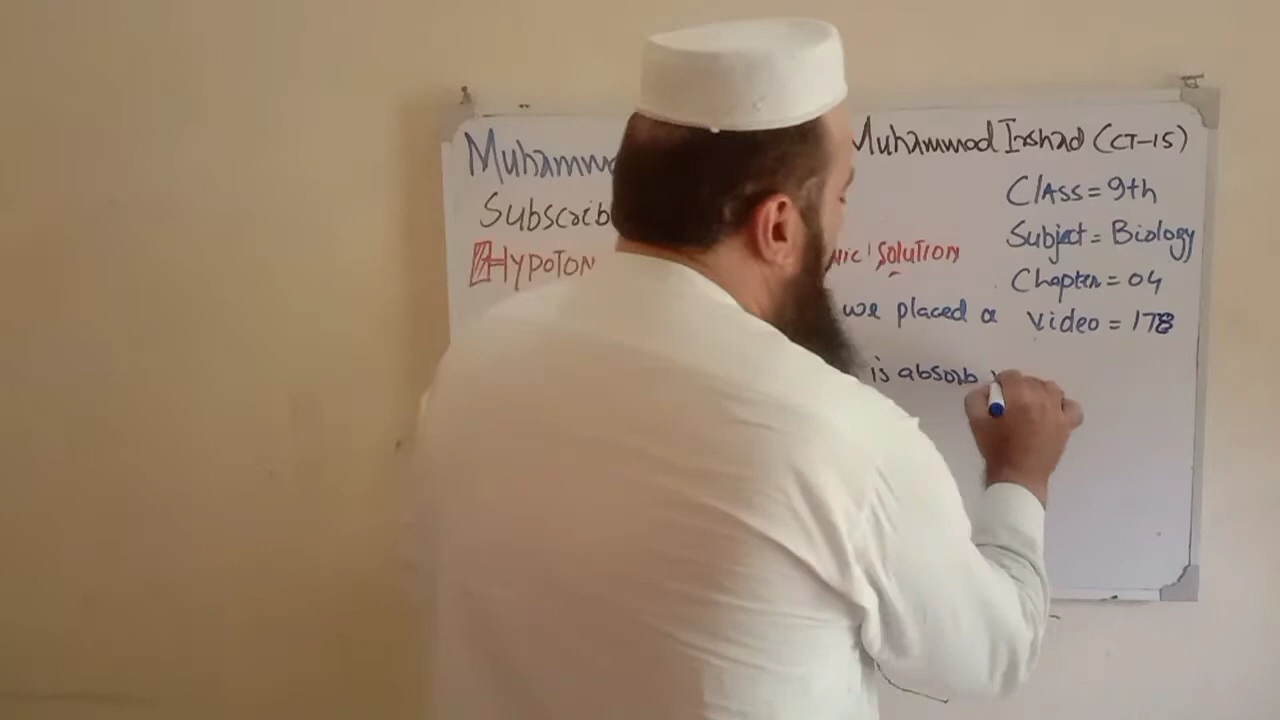 Muhammad Irshad (CT-15)
Subscrib
Class = 9th
Subject = Biology
HYPOTON nic Solution
Chapter = 04
we placed a
Video = 178
is absorb